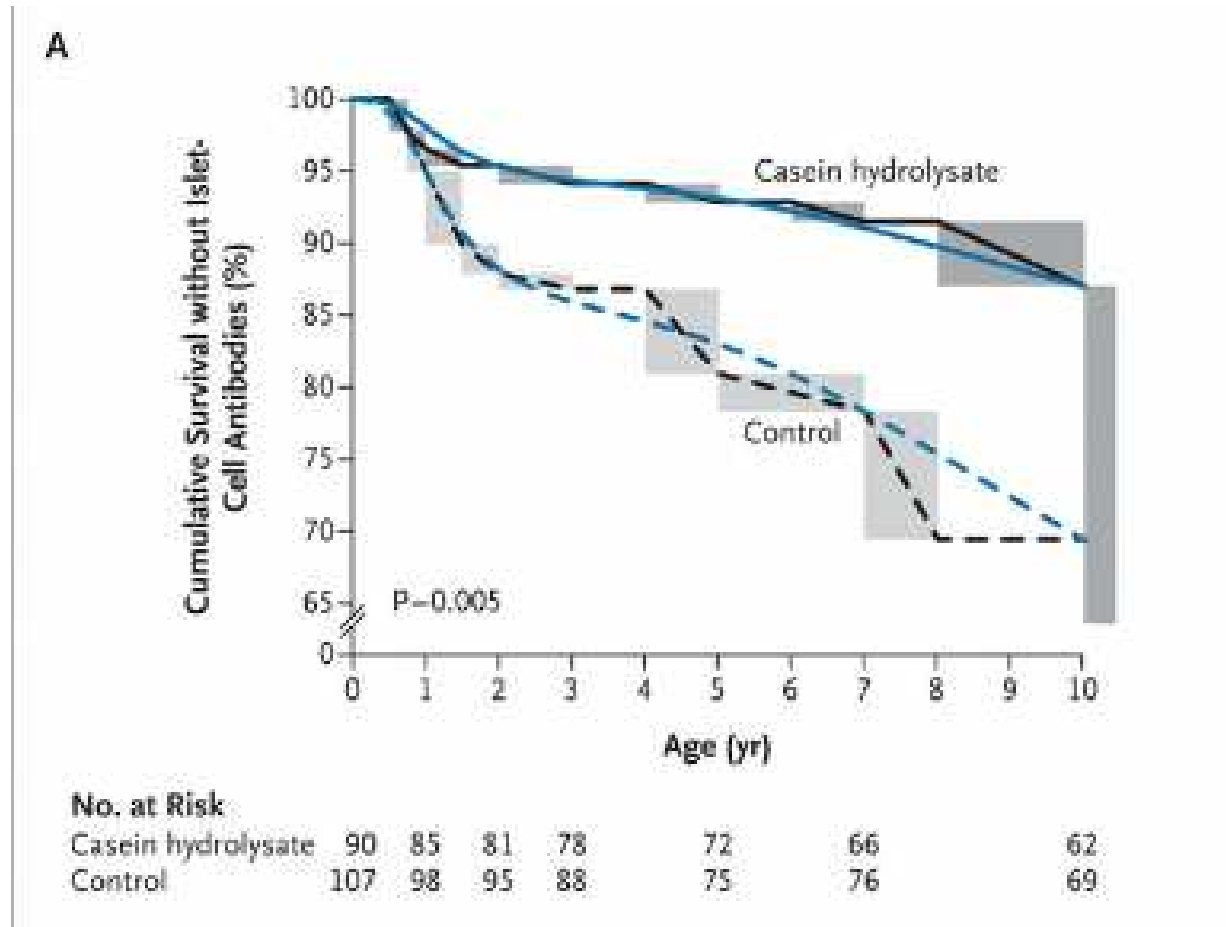 A
Cumulative Survival without Islet-
Cell Antibodies (%)
100
95
90
85
80
75
70
65
0
Casein hydrolysate
Control
P=0.005
0 1 2 3 4 5 6 7 8 9 10
Age (yr)
No. at Risk
Casein hydrolysate 90 85 81 78 72 66 62
Control 107 98 95 88 75 76 69